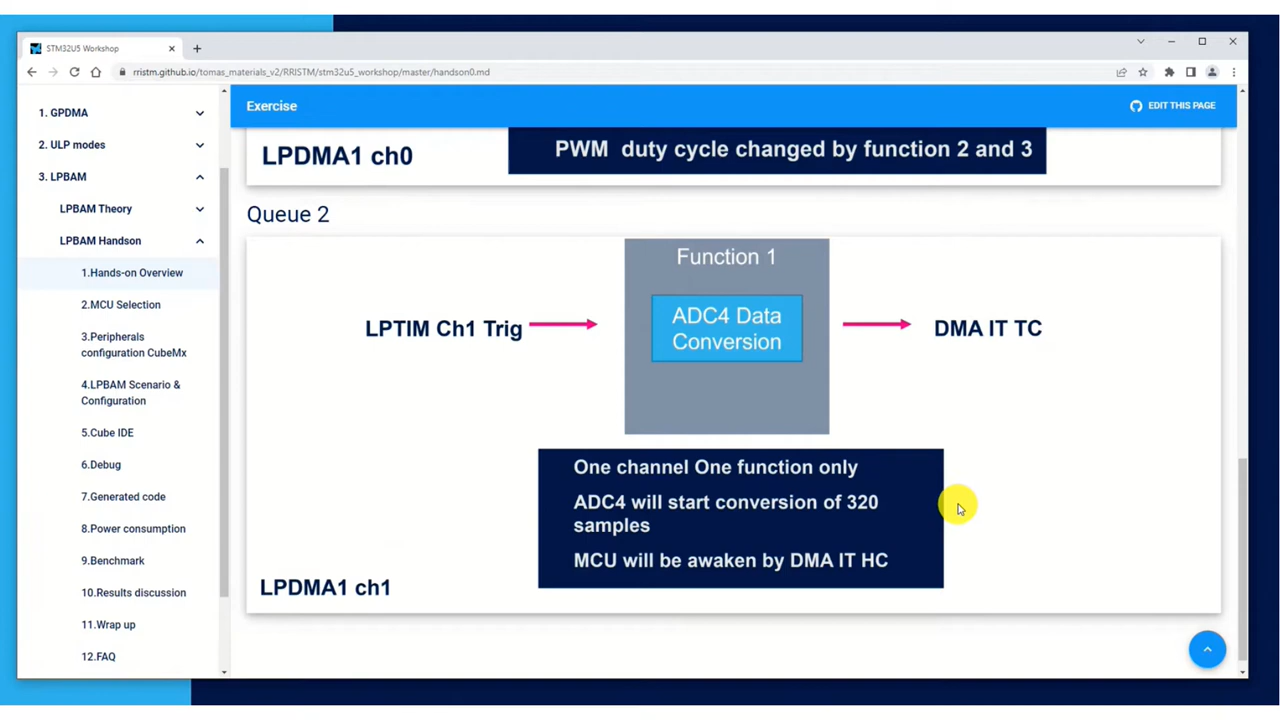 STM32U5 Workshop
rristm.github.io/tomas_materials_v2/RRISTM/stm32u5_workshop/master/handson0.md
1. GPDMA
2. ULP modes
3. LPBAM
LPBAM Theory
LPBAM Handson
1.Hands-on Overview
2.MCU Selection
3.Peripherals
configuration CubeMx
4.LPBAM Scenario &
Configuration
5.Cube IDE
6.Debug
7.Generated code
8.Power consumption
9.Benchmark
10.Results discussion
11.Wrap up
12.FAQ
Exercise
EDIT THIS PAGE
LPDMA1 ch0
PWM duty cycle changed by function 2 and 3
Queue 2
Function 1
LPTIM Ch1 Trig
ADC4 Data
Conversion
DMA IT TC
One channel One function only
ADC4 will start conversion of 320
samples
MCU will be awaken by DMA IT HC
LPDMA1 ch1